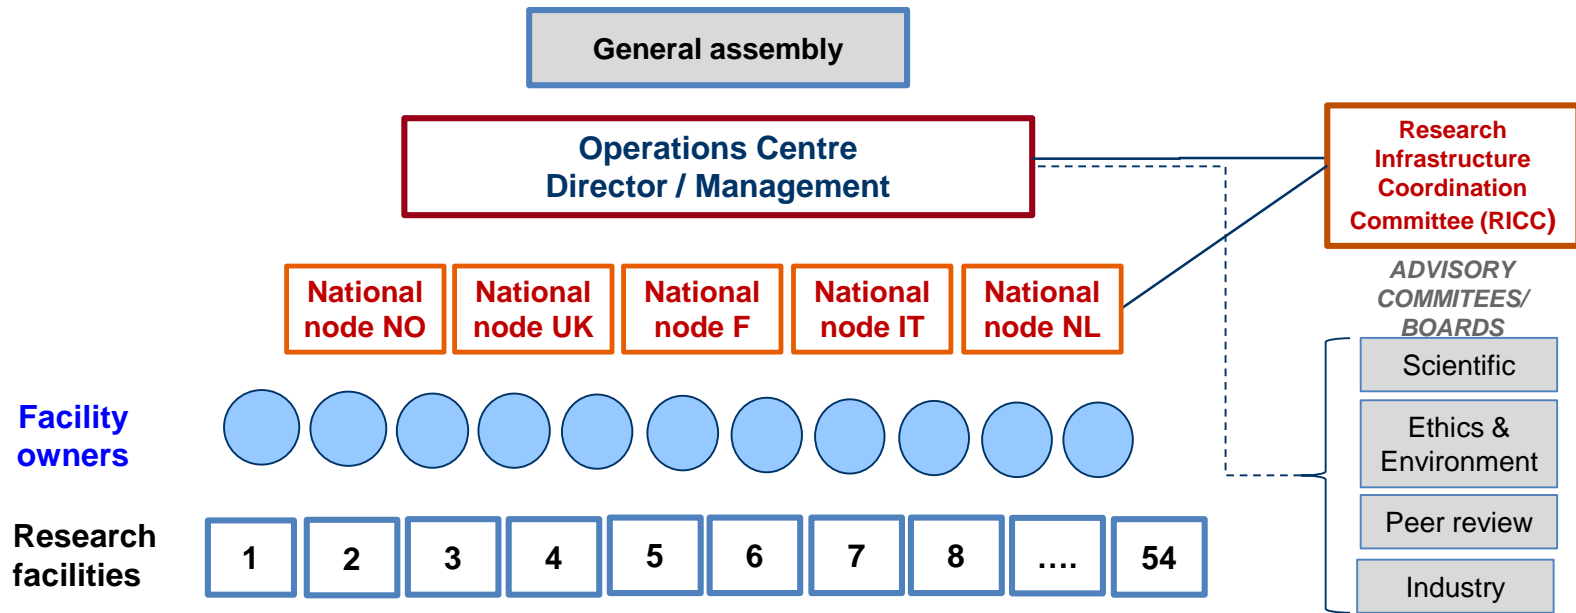 General assembly
Operations Centre
Director / Management
Research
Infrastructure
Coordination
Committee (RICC)
National
node NO
National
node UK
National
node F
National
node IT
National
node NL
ADVISORY
COMMITEES/
BOARDS
Scientific
Ethics &
Environment
Peer review
Industry
Facility
owners
Research
facilities
1
2
3
4
5
6
7
8
....
54